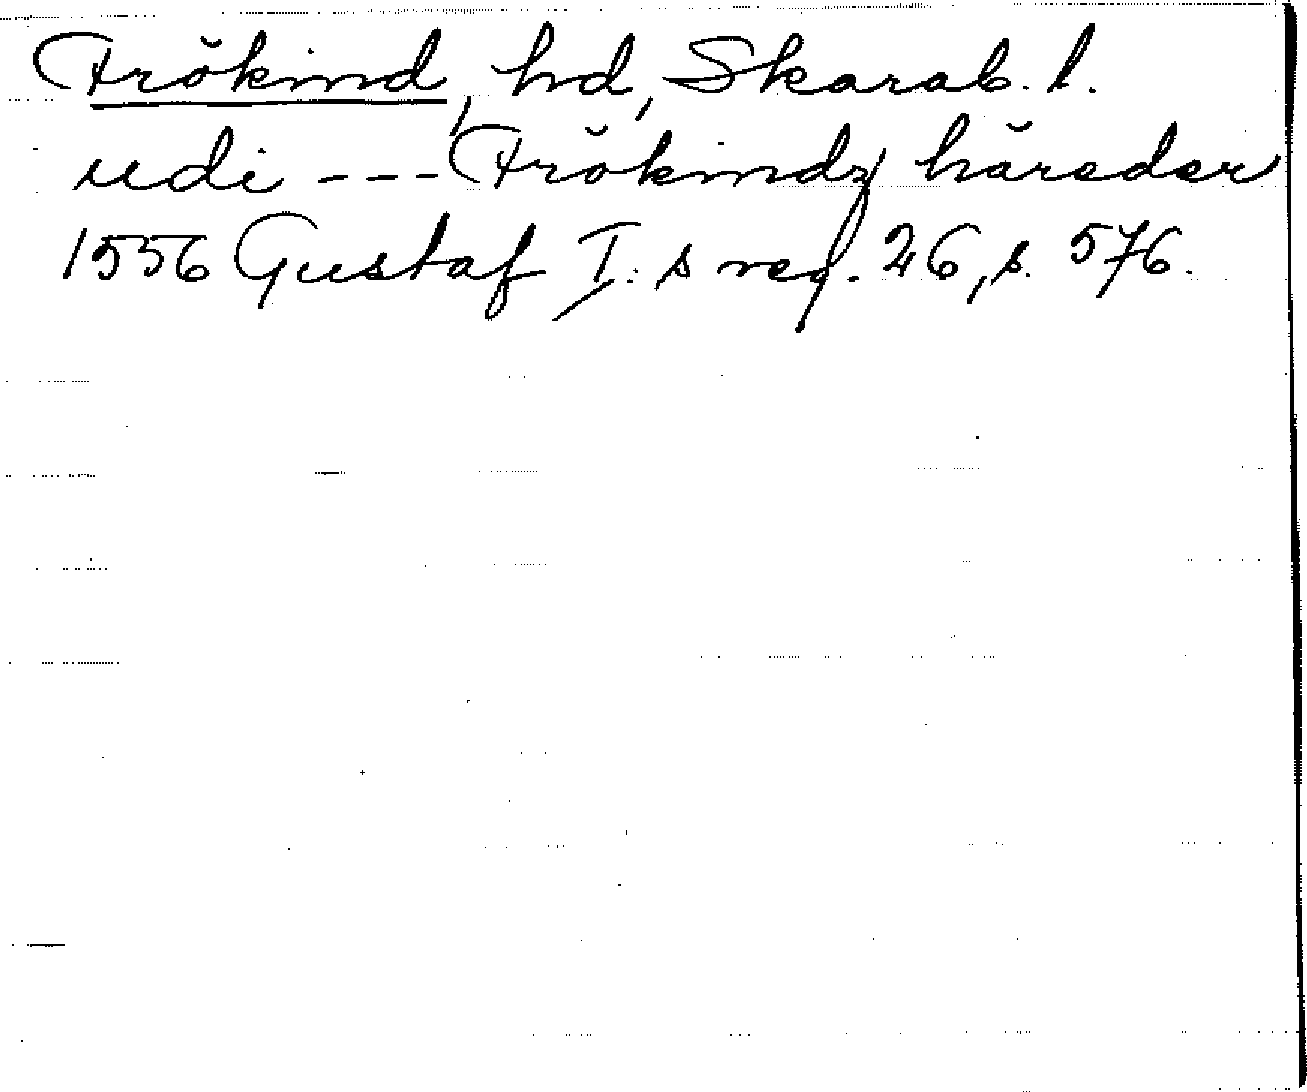 Frökind, hd, Skarab. l.
udi --- Frökindz häreder
1556 Gustaf I:s reg. 26, s. 576.